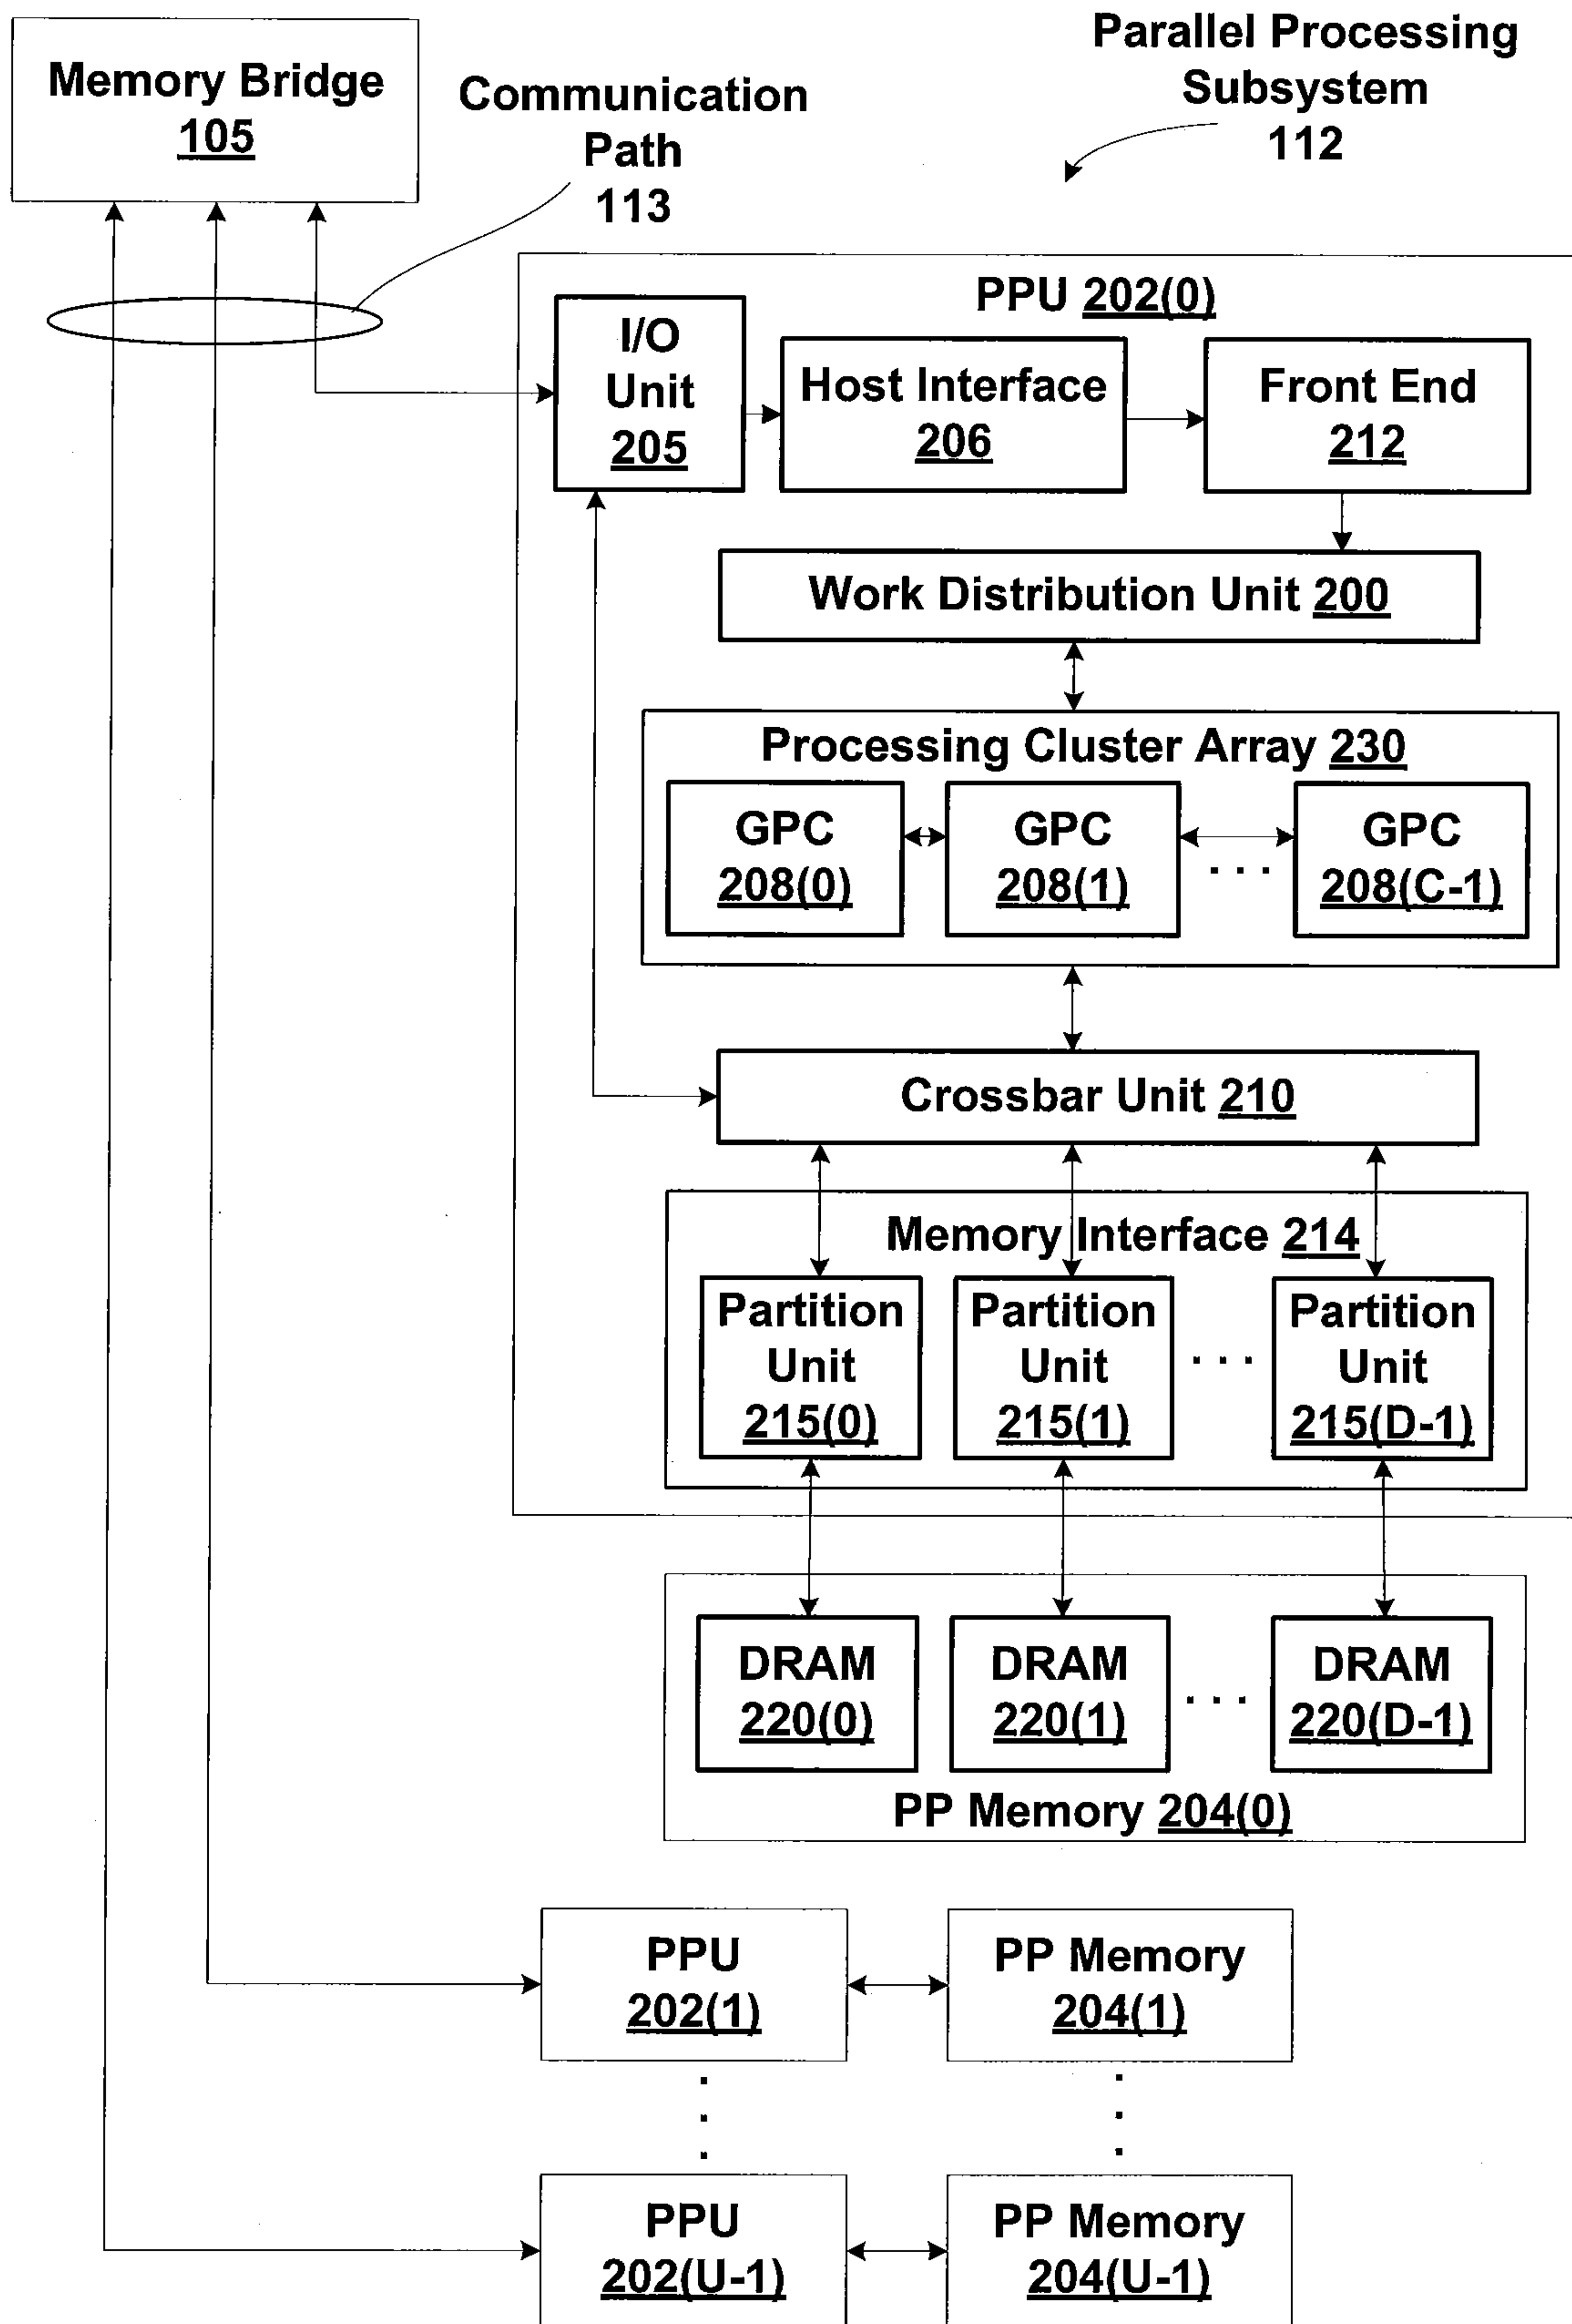 Memory Bridge
105
Communication
Path
113
Parallel Processing
Subsystem
112
PPU 202(0)
I/O
Unit
205
Host Interface
206
Front End
212
Work Distribution Unit 200
Processing Cluster Array 230
GPC
208(0)
GPC
208(1)
. . .
GPC
208(C-1)
Crossbar Unit 210
Memory Interface 214
Partition
Unit
215(0)
Partition
Unit
215(1)
. . .
Partition
Unit
215(D-1)
DRAM
220(0)
DRAM
220(1)
. . .
DRAM
220(D-1)
PP Memory 204(0)
PPU
202(1)
PP Memory
204(1)
PPU
202(U-1)
PP Memory
204(U-1)